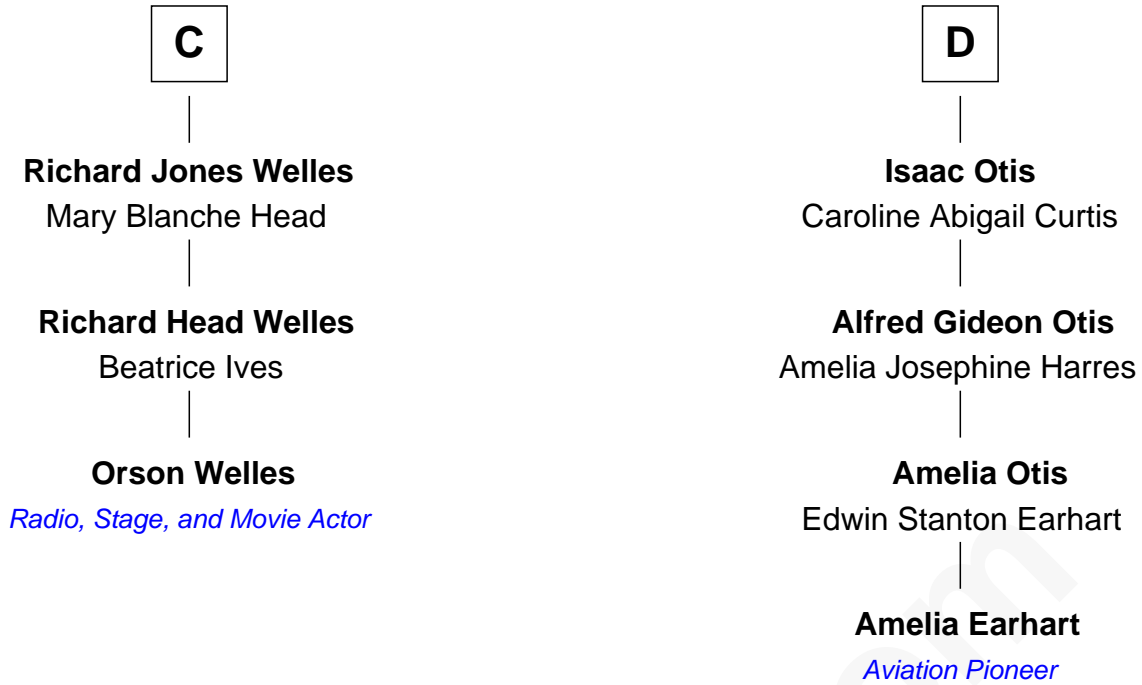 C
Richard Jones Welles
Mary Blanche Head
Richard Head Welles
Beatrice Ives
Orson Welles
Radio, Stage, and Movie Actor
D
Isaac Otis
Caroline Abigail Curtis
Alfred Gideon Otis
Amelia Josephine Harres
Amelia Otis
Edwin Stanton Earhart
Amelia Earhart
Aviation Pioneer